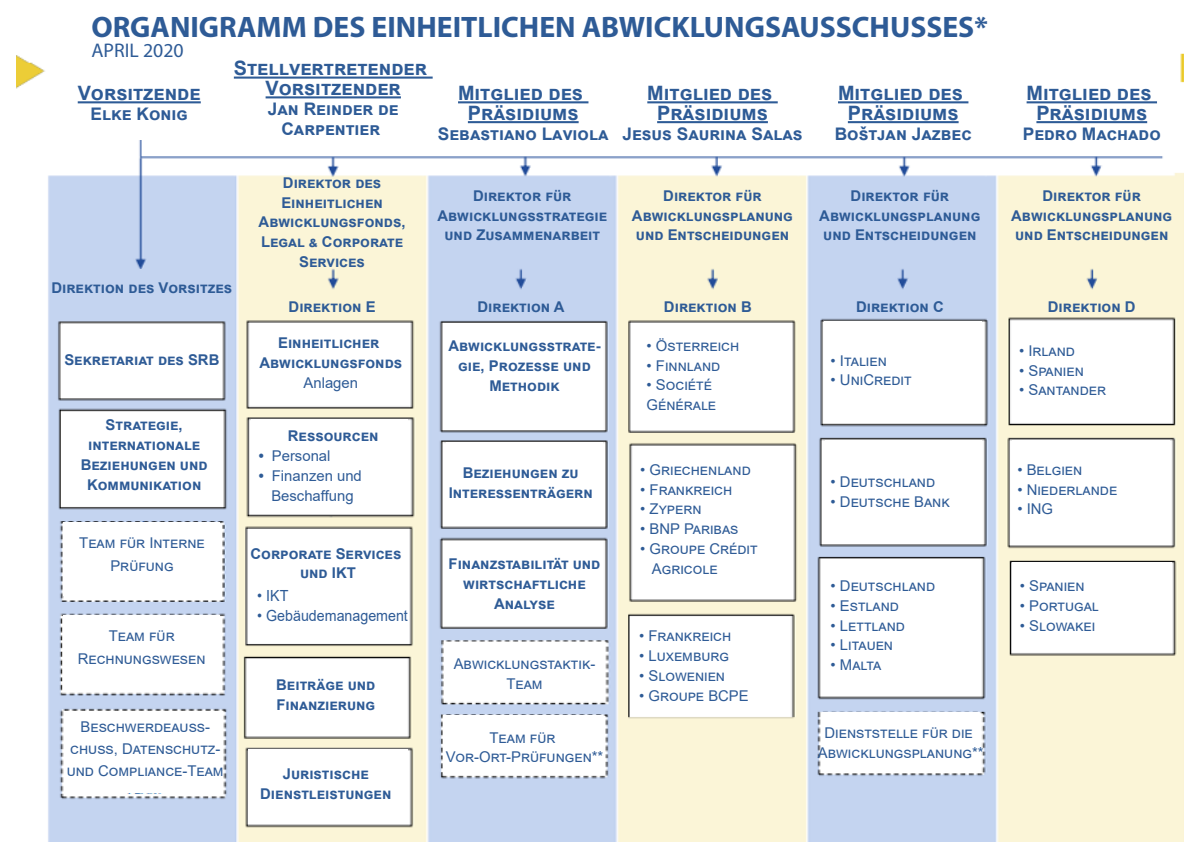 ORGANIGRAMM DES EINHEITLICHEN ABWICKLUNGSAUSSCHUSSES*
APRIL 2020
VORSITZENDE
ELKE KONIG
STELLVERTRETENDER
VORSITZENDER
JAN REINDER DE
CARPENTIER
MITGLIED DES
PRÄSIDIUMS
SEBASTIANO LAVIOLA
MITGLIED DES
PRÄSIDIUMS
JESUS SAURINA SALAS
MITGLIED DES
PRÄSIDIUMS
BOŠTJAN JAZBEC
MITGLIED DES
PRÄSIDIUMS
PEDRO MACHADO
DIREKTION DES VORSITZES
SEKRETARIAT DES SRB
STRATEGIE,
INTERNATIONALE
BEZIEHUNGEN UND
KOMMUNIKATION
TEAM FÜR INTERNE
PRÜFUNG
TEAM FÜR
RECHNUNGSWESEN
BESCHWERDEAUSS-
CHUSS, DATENSCHUTZ-
UND COMPLIANCE-TEAM
DIREKTOR DES
EINHEITLICHEN
ABWICKLUNGSFONDS,
LEGAL & CORPORATE
SERVICES
DIREKTION E
EINHEITLICHER
ABWICKLUNGSFONDS
Anlagen
RESSOURCEN
• Personal
• Finanzen und
Beschaffung
CORPORATE SERVICES
UND IKT
• IKT
• Gebäudemanagement
BEITRÄGE UND
FINANZIERUNG
JURISTISCHE
DIENSTLEISTUNGEN
DIREKTOR FÜR
ABWICKLUNGSSTRATEGIE
UND ZUSAMMENARBEIT
DIREKTION A
ABWICKLUNGSSTRATE-
GIE, PROZESSE UND
METHODIK
BEZIEHUNGEN ZU
INTERESSENTRÄGERN
FINANZSTABILITÄT UND
WIRTSCHAFTLICHE
ANALYSE
ABWICKLUNGSTAKTIK-
TEAM
TEAM FÜR
VOR-ORT-PRÜFUNGEN**
DIREKTOR FÜR
ABWICKLUNGSPLANUNG
UND ENTSCHEIDUNGEN
DIREKTION B
• ÖSTERREICH
• FINNLAND
• SOCIÉTÉ
GÉNÉRALE
• GRIECHENLAND
• FRANKREICH
• ZYPERN
• BNP PARIBAS
• GROUPE CRÉDIT
AGRICOLE
• FRANKREICH
• LUXEMBURG
• SLOWENIEN
• GROUPE BCPE
DIREKTOR FÜR
ABWICKLUNGSPLANUNG
UND ENTSCHEIDUNGEN
DIREKTION C
• ITALIEN
• UNICREDIT
• DEUTSCHLAND
• DEUTSCHE BANK
• DEUTSCHLAND
• ESTLAND
• LETTLAND
• LITAUEN
• MALTA
DIENSTSTELLE FÜR DIE
ABWICKLUNGSPLANUNG**
DIREKTOR FÜR
ABWICKLUNGSPLANUNG
UND ENTSCHEIDUNGEN
DIREKTION D
• IRLAND
• SPANIEN
• SANTANDER
• BELGIEN
• NIEDERLANDE
• ING
• SPANIEN
• PORTUGAL
• SLOWAKEI